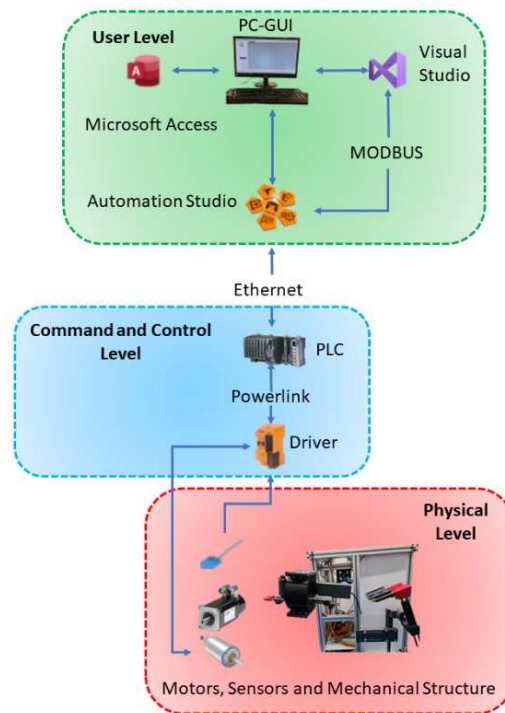 PC-GUI
User Level
Visual
Studio
Microsoft Access
MODBUS
Automation Studio
Ethernet
Command and Control
Level
PLC
Powerlink
Driver
Physical
Level
Motors, Sensors and Mechanical Structure